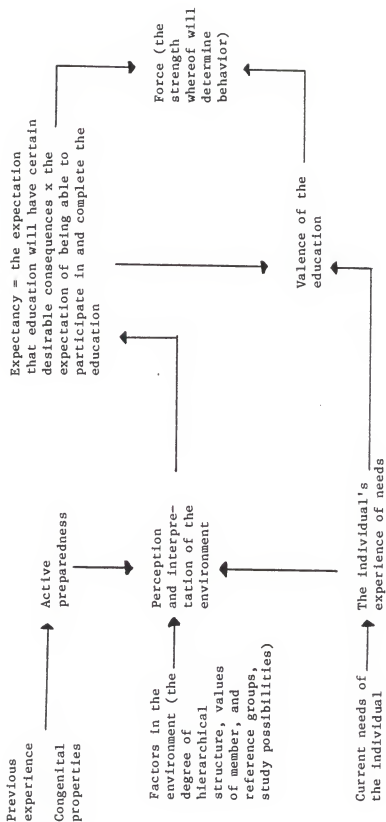 Previous
experience
Congenital
properties
Active
preparedness
Factors in the
environment (the
degree of
hierarchical
structure, values
of member, and
reference groups,
study possibilities)
Perception
and interpre-
tation of the
environment
Current needs of
the individual
The individual's
experience of needs
Expectancy = the expectation
that education will have certain
desirable consequences x the
expectation of being able to
participate in and complete the
education
Valence of the
education
Force (the
strength
whereof will
determine
behavior)